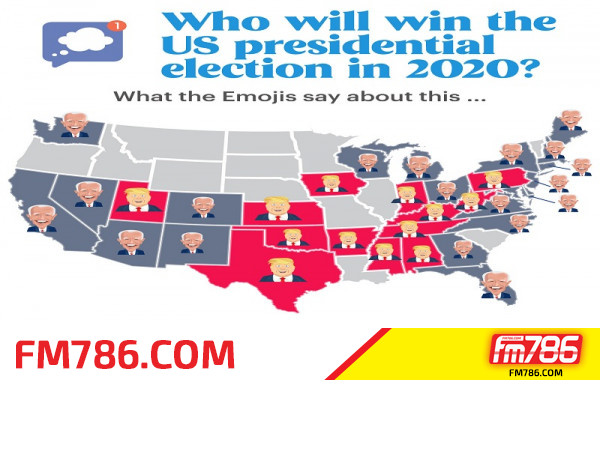 1
Who will win the
US presidential
election in 2020?
What the Emojis say about this ...
FM786.COM
fm786
FM786.COM